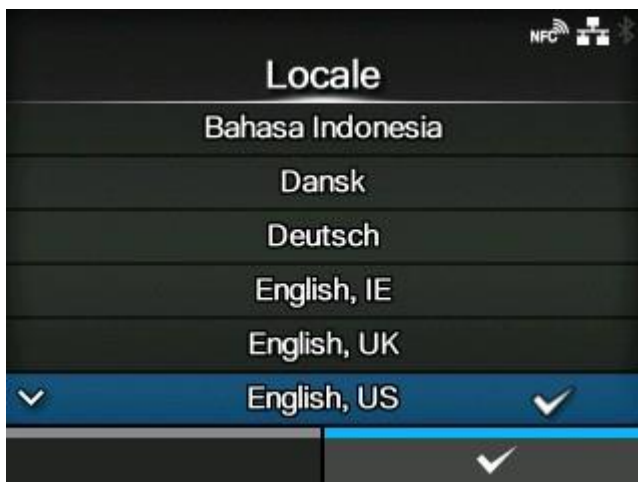 NFC
Locale
Bahasa Indonesia
Dansk
Deutsch
English, IE
English, UK
English, US